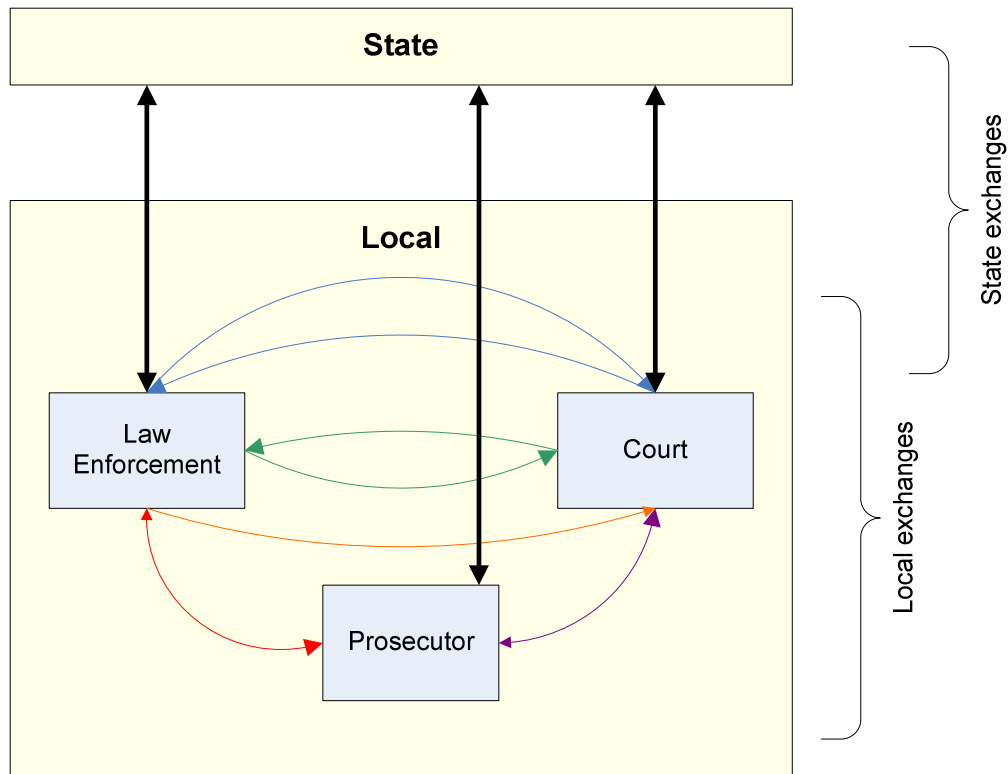 State
Local
Law
Enforcement
Court
Prosecutor
State exchanges
Local exchanges